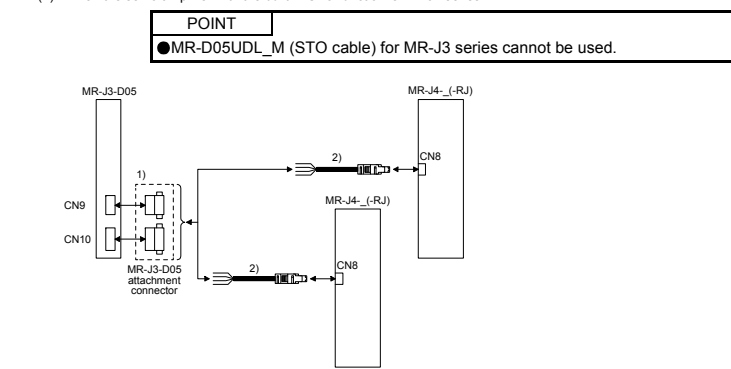 POINT
●MR-D05UDL_M (STO cable) for MR-J3 series cannot be used.
MR-J3-D05
MR-J4-_(-RJ)
2)
CN8
1)
CN9
MR-J4-_(-RJ)
CN10
MR-J3-D05
attachment
connector
2)
CN8